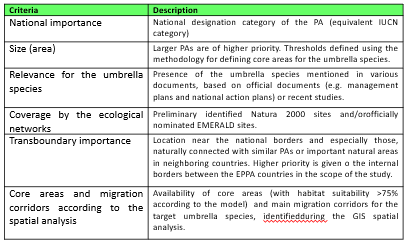 Criteria Description
National importance National designation category of the PA (equivalent IUCN
category)
Size (area) Larger PAs are of higher priority. Thresholds defined using the
methodology for defining core areas for the umbrella species.
Relevance for the umbrella
species
Presence of the umbrella species mentioned in various
documents, based on official documents (e.g. management
plans and national action plans) or recent studies.
Coverage by the ecological
networks
Preliminary identified Natura 2000 sites and/orofficially
nominated EMERALD sites.
Transboundary importance Location near the national borders and especially those,
naturally connected with similar PAs or important natural areas
in neighboring countries. Higher priority is given o the internal
borders between the EPPA countries in the scope of the study.
Core areas and migration
corridors according to the
spatial analysis
Availability of core areas (with habitat suitability >75%
according to the model) and main migration corridors for the
target umbrella species, identifiedduring the GIS spatial
analysis.